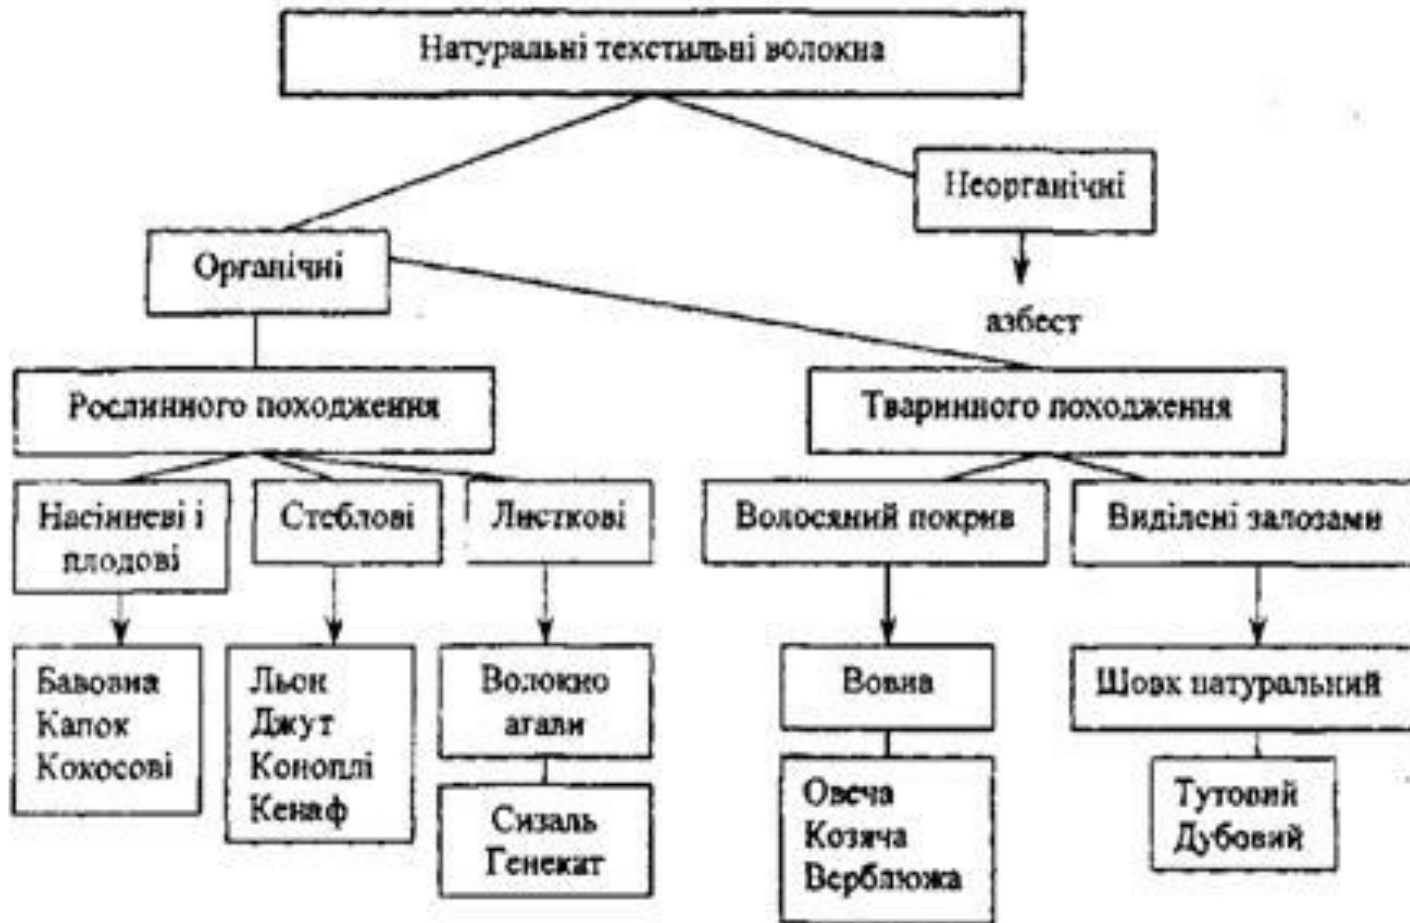 Натуральні текстильні волокна
Неорганічні
Органічні
азбест
Рослинного походження
Тваринного походження
Насінневі і
плодові
Стеблові
Листкові
Волосяний покрив
Виділені залозами
Бавовна
Капок
Кокосові
Льон
Джут
Коноплі
Кенаф
Волокно
агави
Сизаль
Генекат
Вовна
Овеча
Козяча
Верблюжа
Шовк натуральний
Тутовий
Дубовий